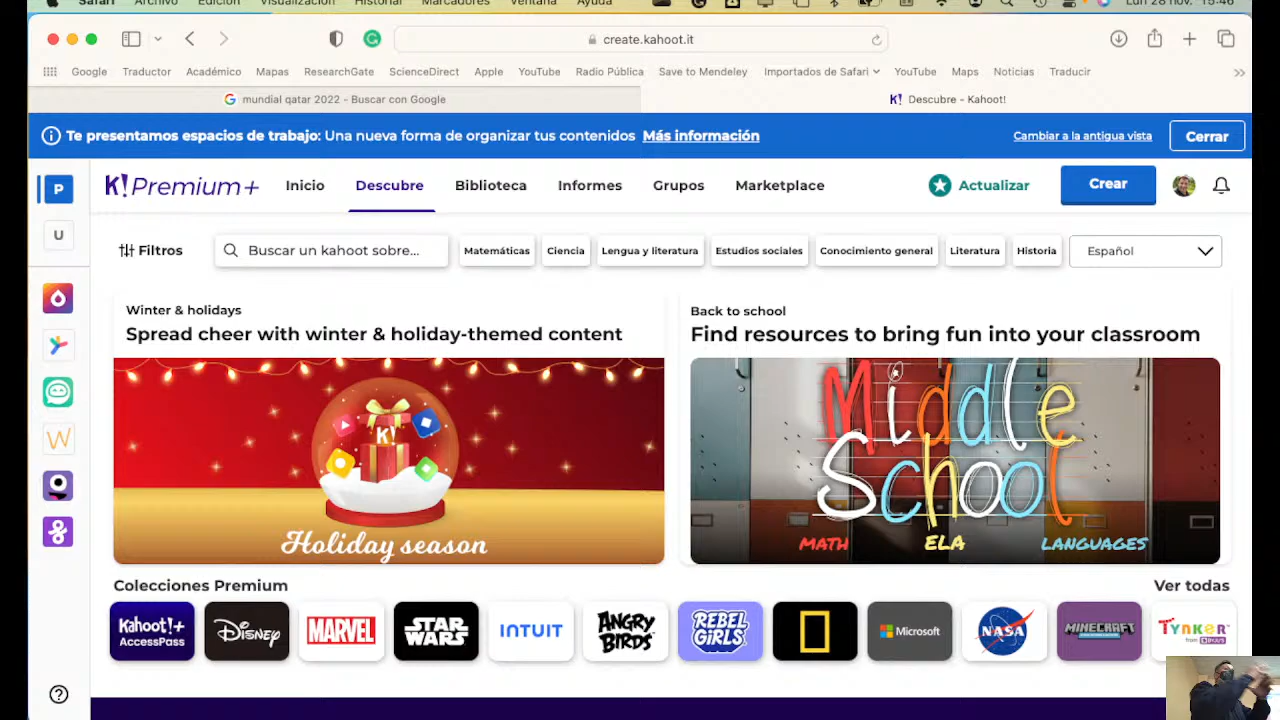 Safari Archivo Edición Visualización Historial Marcadores Ventana Ayuda Lun 28 nov. 15:46
create.kahoot.it
Google Traductor Académico Mapas ResearchGate ScienceDirect Apple YouTube Radio Pública Save to Mendeley Importados de Safari YouTube Maps Noticias Traducir
mundial qatar 2022 - Buscar con Google
K! Descubre - Kahoot!
Te presentamos espacios de trabajo: Una nueva forma de organizar tus contenidos Más información Cambiar a la antigua vista Cerrar
P
U
K! Premium+ Inicio Descubre Biblioteca Informes Grupos Marketplace Actualizar Crear
Filtros Buscar un kahoot sobre... Matemáticas Ciencia Lengua y literatura Estudios sociales Conocimiento general Literatura Historia Español
Winter & holidays
Spread cheer with winter & holiday-themed content
K!
Holiday season
Back to school
Find resources to bring fun into your classroom
Middle
School
MATH ELA LANGUAGES
Colecciones Premium Ver todas
Kahoot!+
AccessPass
Disney
MARVEL
STAR
WARS
INTUIT
ANGRY
BIRDS
REBEL
GIRLS
Microsoft
NASA
MINECRAFT
TYNKER